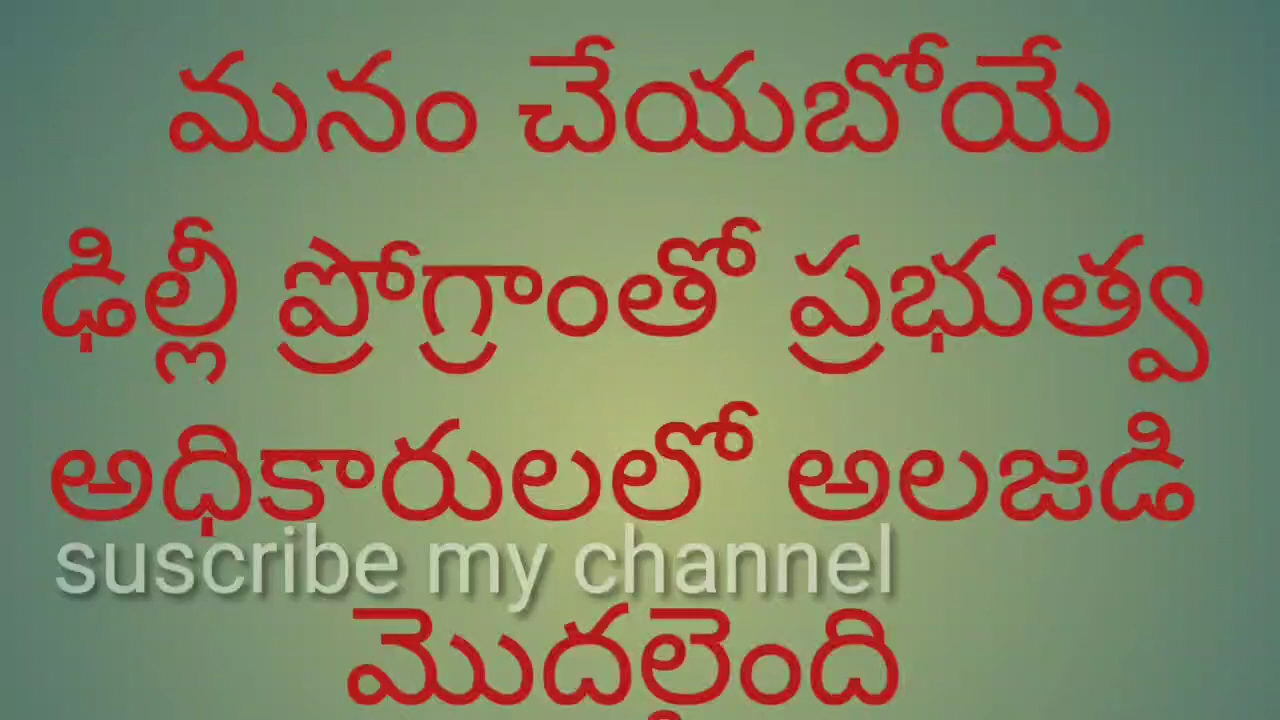 మనం చేయబోయే
ఢిల్లీ ప్రోగ్రాంతో ప్రభుత్వ
అధికారులలో అలజడి
suscribe my channel
మొదల్లైంది